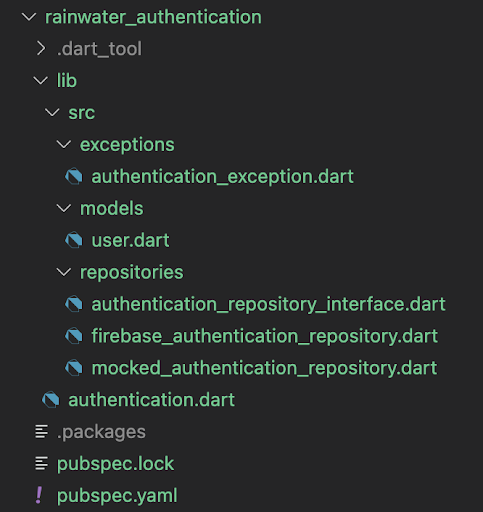 rainwater_authentication
.dart_tool
lib
src
exceptions
authentication_exception.dart
models
user.dart
repositories
authentication_repository_interface.dart
firebase_authentication_repository.dart
mocked_authentication_repository.dart
authentication.dart
.packages
pubspec.lock
! pubspec.yaml